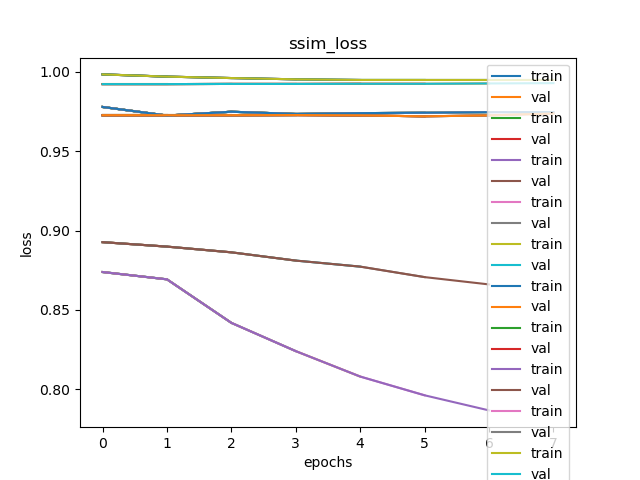 ssim_loss
1.00
0.95
0.90
0.85
0.80
loss
0 1 2 3 4 5 6 7
epochs
train
val
train
val
train
val
train
val
train
val
train
val
train
val
train
val
train
val
train
val